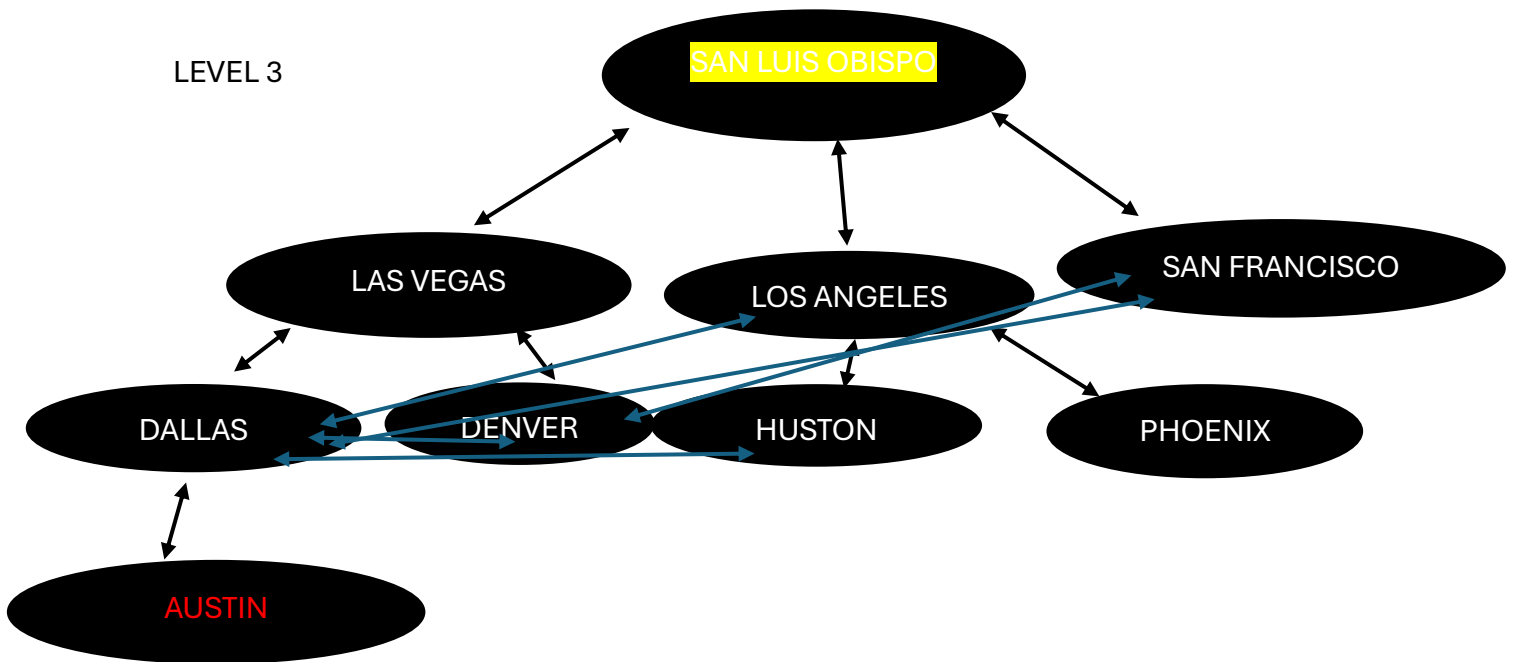 SAN LUIS OBISPO
LEVEL 3
LAS VEGAS
LOS ANGELES
SAN FRANCISCO
DALLAS
DENVER
HUSTON
PHOENIX
AUSTIN